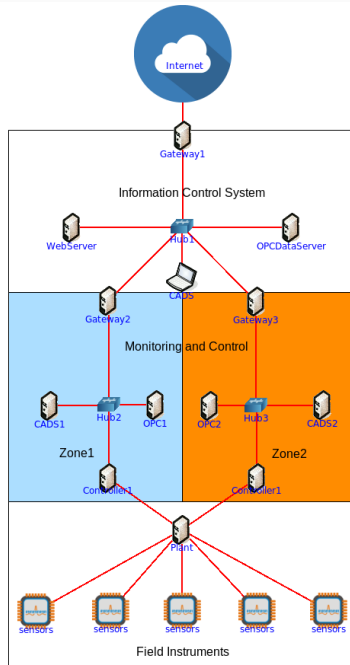 Internet
Gateway1
Information Control System
WebServer
Hub1
OPCDataServer
CADS
Gateway2
Gateway3
Monitoring and Control
CADS1
Hub2
OPC1
OPC2
Hub3
CADS2
Zone1
Zone2
Controller1
Controller1
Plant
sensors
sensors
sensors
sensors
sensors
Field Instruments